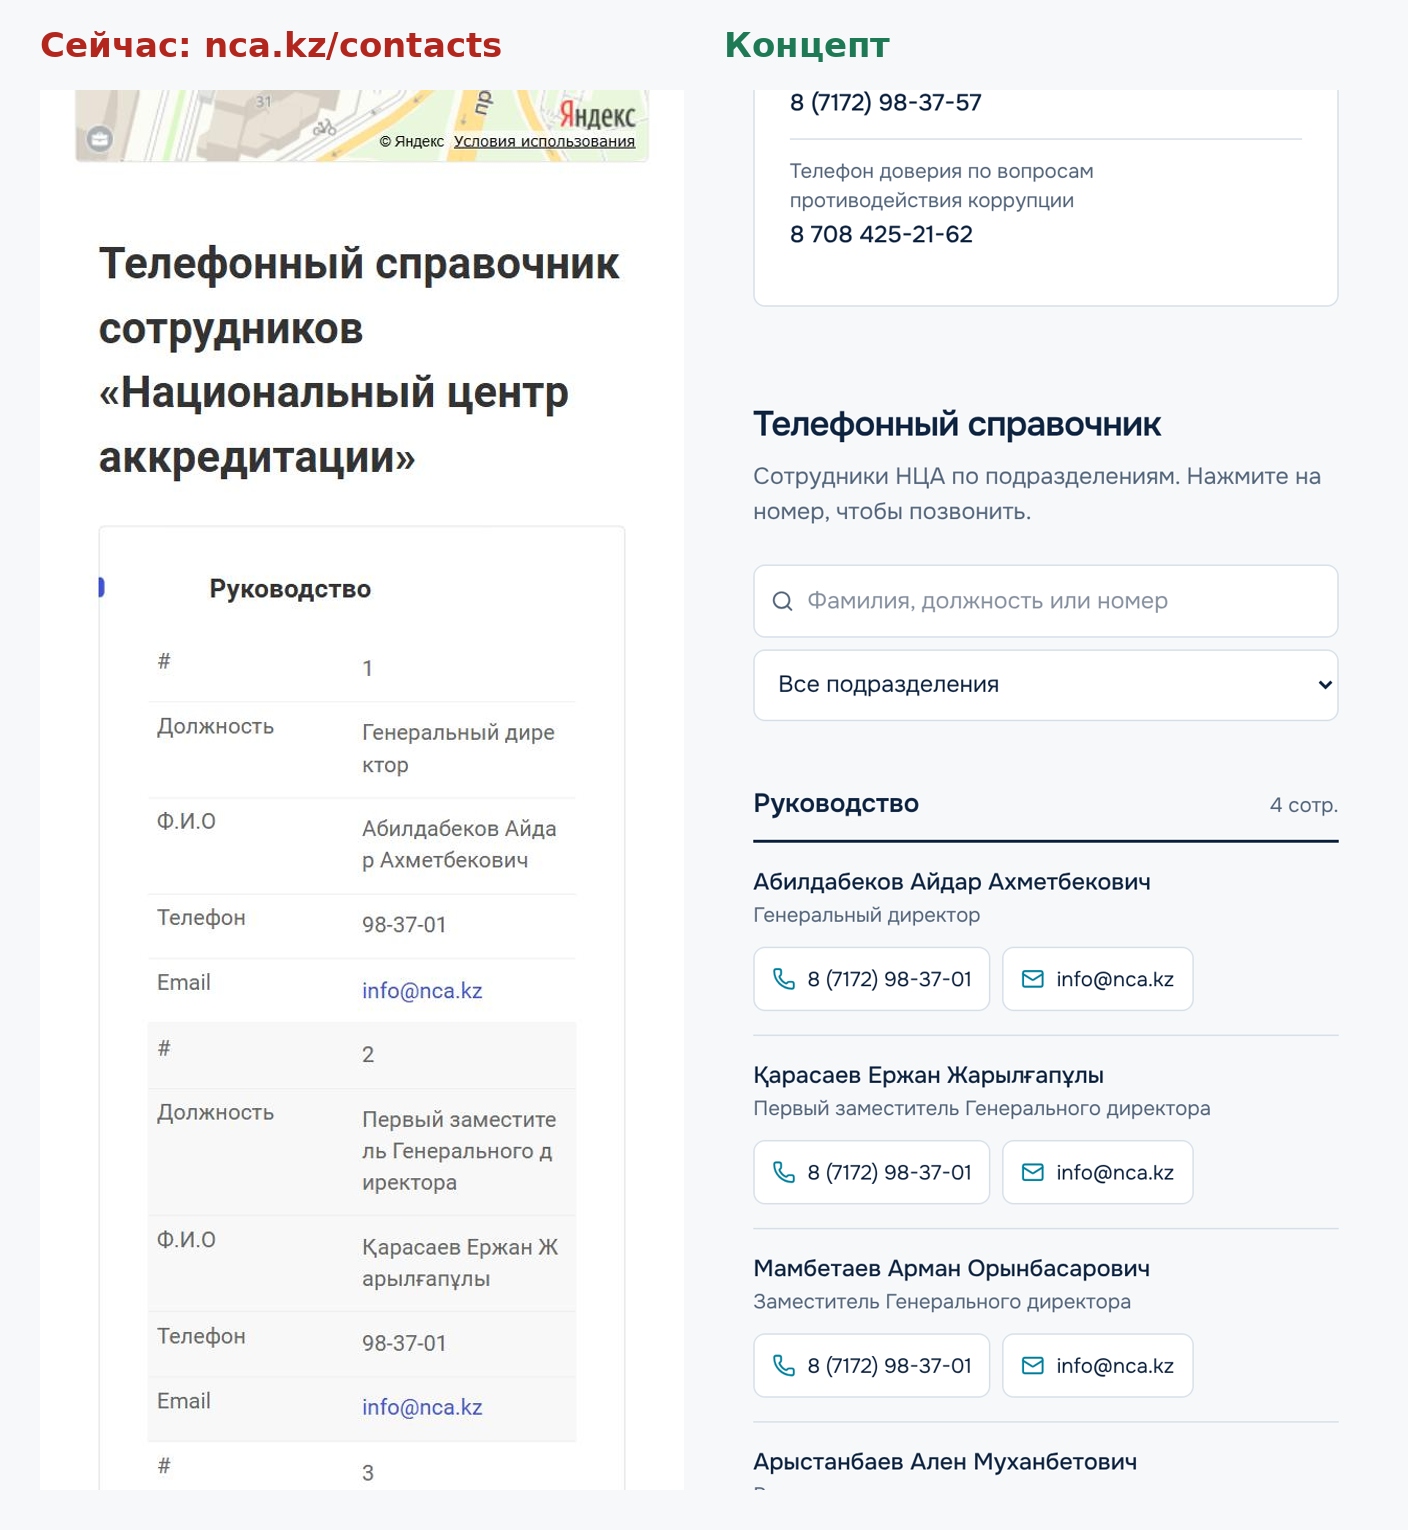 Сейчас: nca.kz/contacts
31
пр
Яндекс
© Яндекс Условия использования
Телефонный справочник
сотрудников
«Национальный центр
аккредитации»
Руководство
# 1
Должность Генеральный дире
ктор
Ф.И.О Абилдабеков Айда
р Ахметбекович
Телефон 98-37-01
Email info@nca.kz
# 2
Должность Первый заместите
ль Генерального д
иректора
Ф.И.О Қарасаев Ержан Ж
арылғапұлы
Телефон 98-37-01
Email info@nca.kz
# 3
Концепт
8 (7172) 98-37-57
Телефон доверия по вопросам
противодействия коррупции
8 708 425-21-62
Телефонный справочник
Сотрудники НЦА по подразделениям. Нажмите на
номер, чтобы позвонить.
Фамилия, должность или номер
Все подразделения
Руководство 4 сотр.
Абилдабеков Айдар Ахметбекович
Генеральный директор
8 (7172) 98-37-01 info@nca.kz
Қарасаев Ержан Жарылғапұлы
Первый заместитель Генерального директора
8 (7172) 98-37-01 info@nca.kz
Мамбетаев Арман Орынбасарович
Заместитель Генерального директора
8 (7172) 98-37-01 info@nca.kz
Арыстанбаев Ален Муханбетович